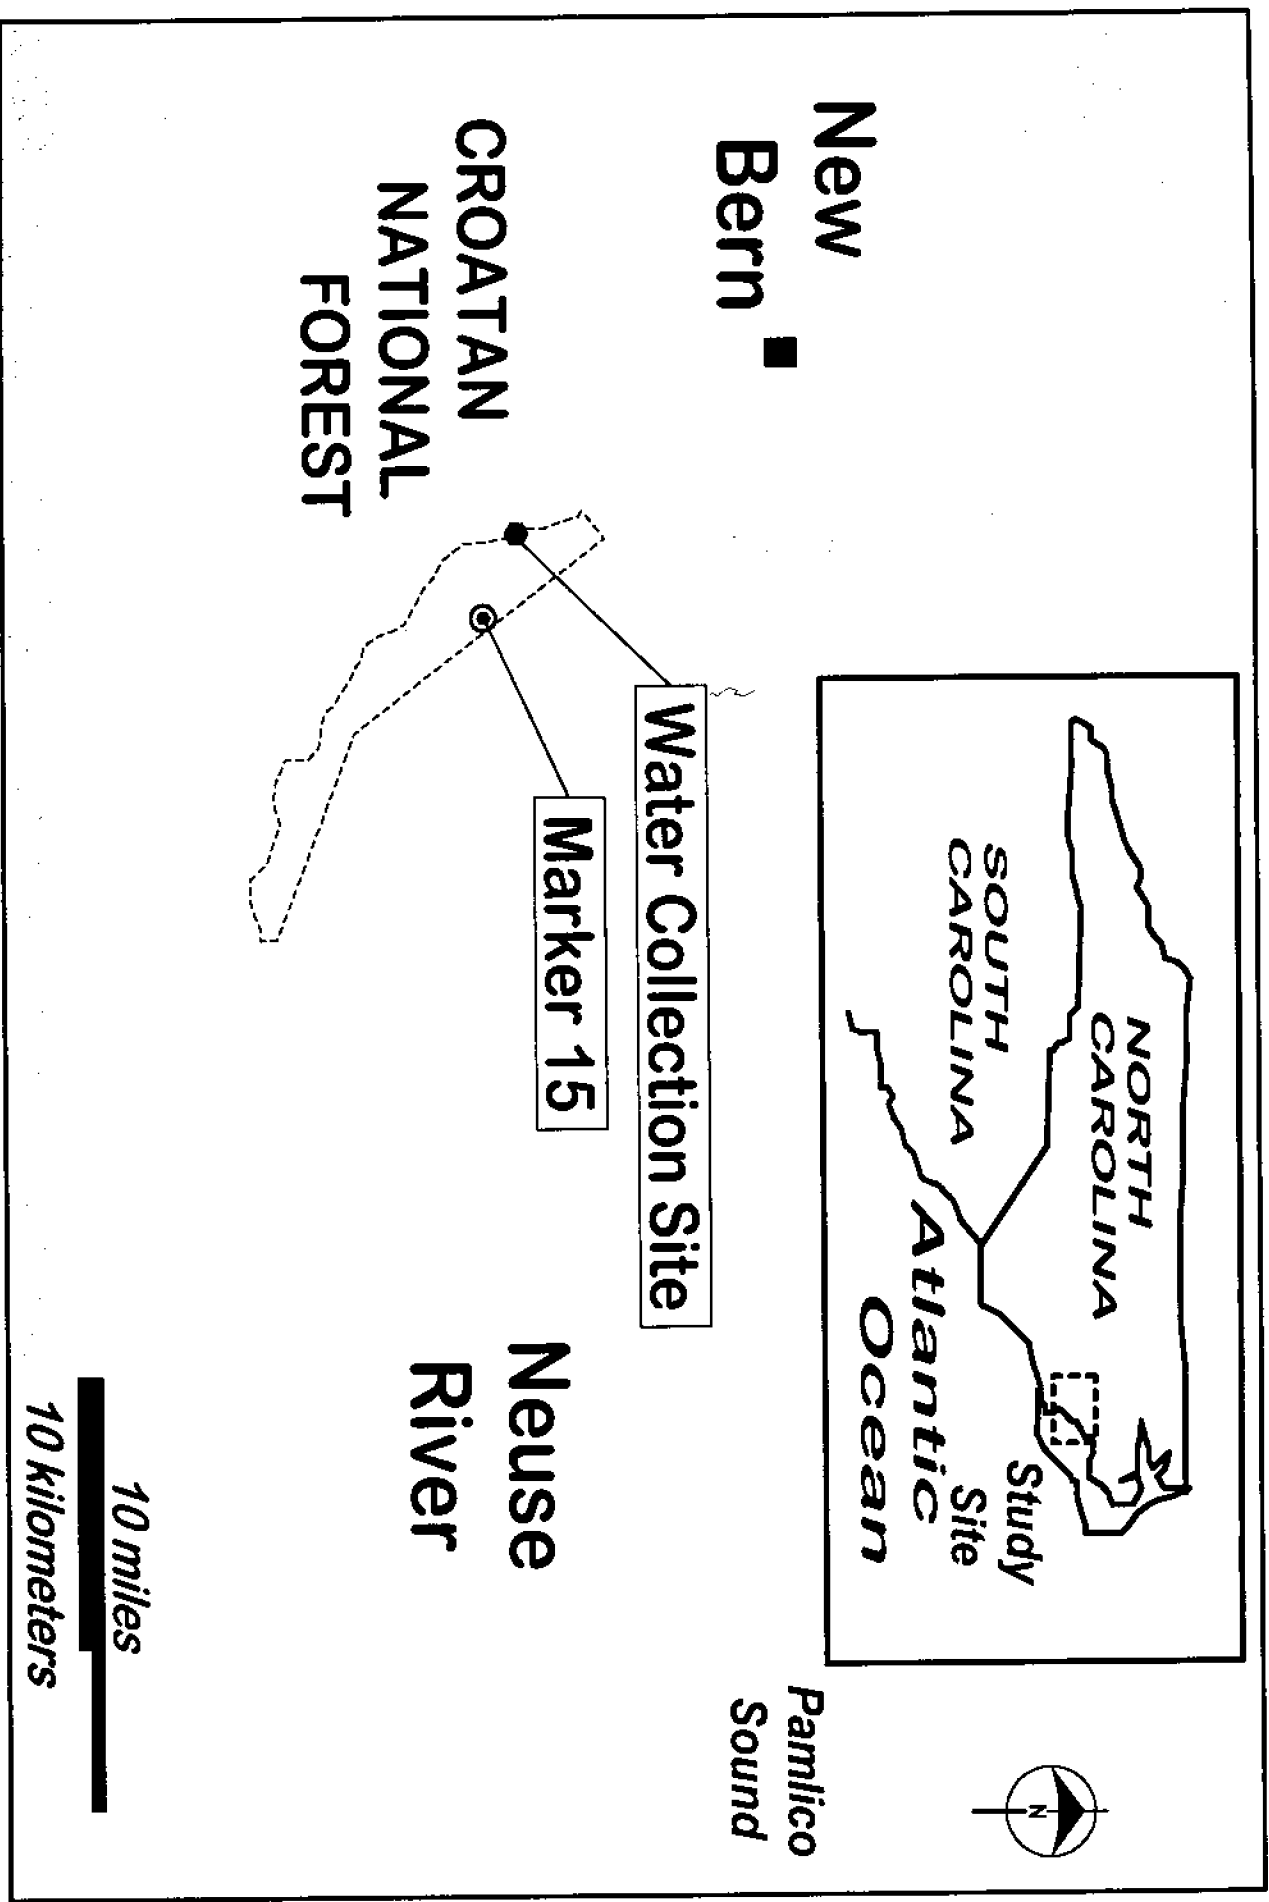 New
Bern
CROATAN
NATIONAL
FOREST
Water Collection Site
Marker 15
Neuse
River
NORTH
CAROLINA
SOUTH
CAROLINA
Atlantic
Ocean
Study
Site
Pamlico
Sound
N
10 miles
10 kilometers